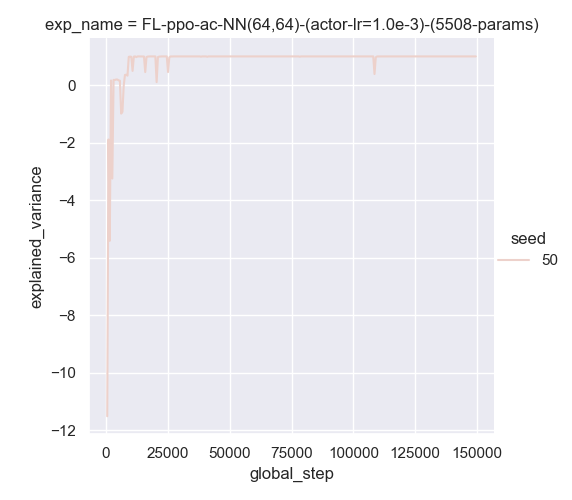 exp_name = FL-ppo-ac-NN(64,64)-(actor-lr=1.0e-3)-(5508-params)
0
−2
−4
−6
−8
−10
−12
explained_variance
seed
50
0 25000 50000 75000 100000 125000 150000
global_step